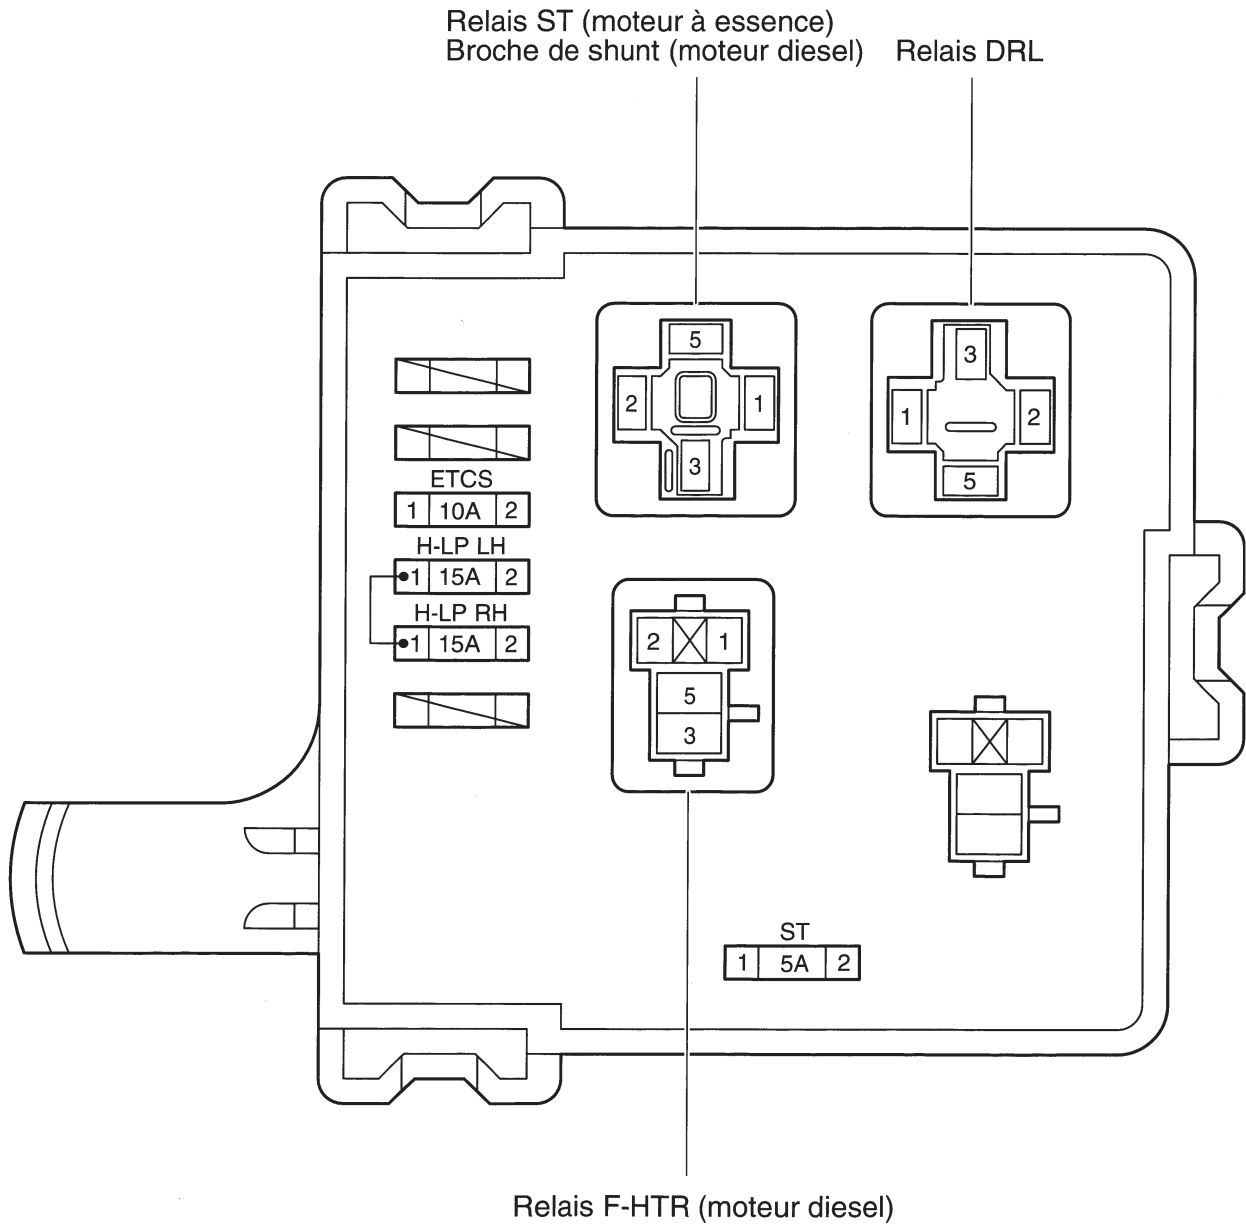 Relais ST (moteur à essence)
Broche de shunt (moteur diesel)
Relais DRL
5
2
1
3
3
1
2
5
ETCS
1 10A 2
H-LP LH
1 15A 2
H-LP RH
1 15A 2
2 1
5
3
ST
1 5A 2
Relais F-HTR (moteur diesel)